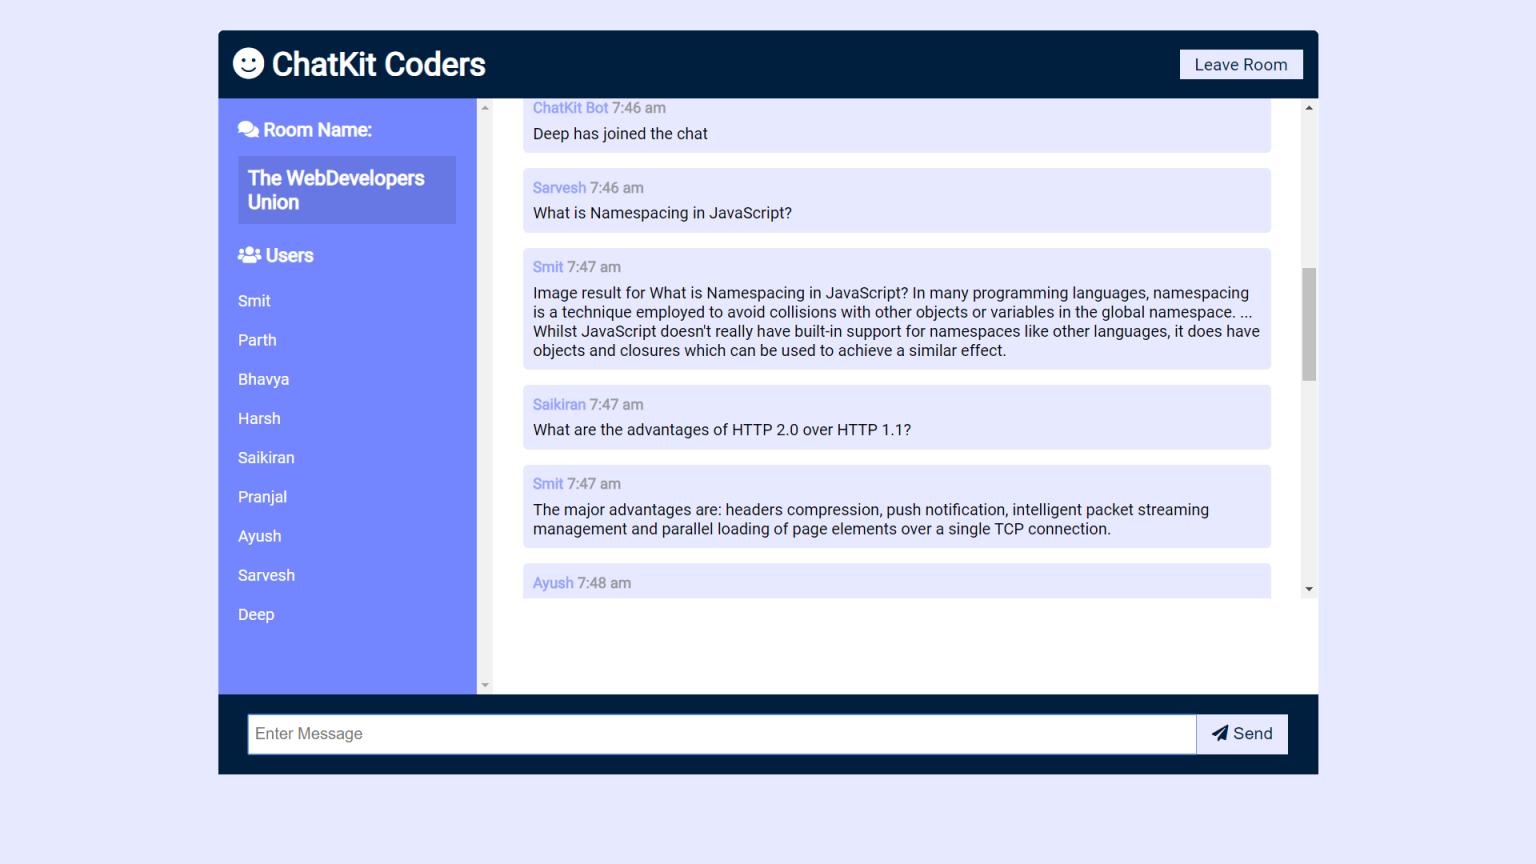 ChatKit Coders
Leave Room
Room Name:
The WebDevelopers
Union
Users
Smit
Parth
Bhavya
Harsh
Saikiran
Pranjal
Ayush
Sarvesh
Deep
ChatKit Bot 7:46 am
Deep has joined the chat
Sarvesh 7:46 am
What is Namespacing in JavaScript?
Smit 7:47 am
Image result for What is Namespacing in JavaScript? In many programming languages, namespacing
is a technique employed to avoid collisions with other objects or variables in the global namespace. ...
Whilst JavaScript doesn't really have built-in support for namespaces like other languages, it does have
objects and closures which can be used to achieve a similar effect.
Saikiran 7:47 am
What are the advantages of HTTP 2.0 over HTTP 1.1?
Smit 7:47 am
The major advantages are: headers compression, push notification, intelligent packet streaming
management and parallel loading of page elements over a single TCP connection.
Ayush 7:48 am
Enter Message
Send